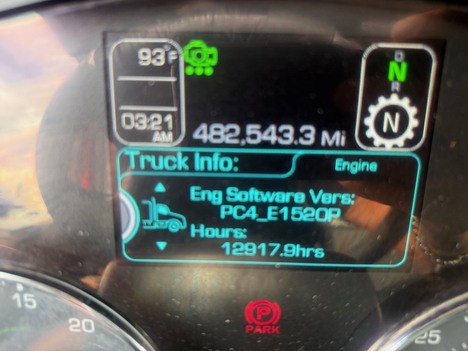 93°F
D
N
R
N
03:21
AM
482,543.3 Mi
Truck Info:
Engine
Eng Software Vers:
PC4_E1520P
Hours:
12917.9hrs
P
PARK
15
20
25